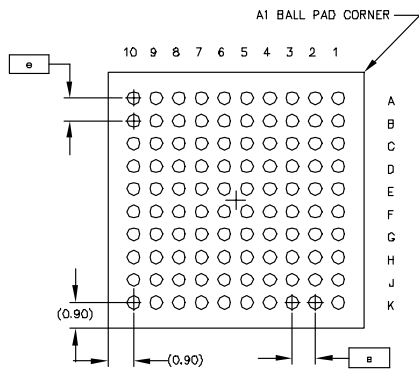 A1 BALL PAD CORNER
10 9 8 7 6 5 4 3 2 1
e
A
B
C
D
E
F
G
H
J
K
(0.90)
(0.90)
e